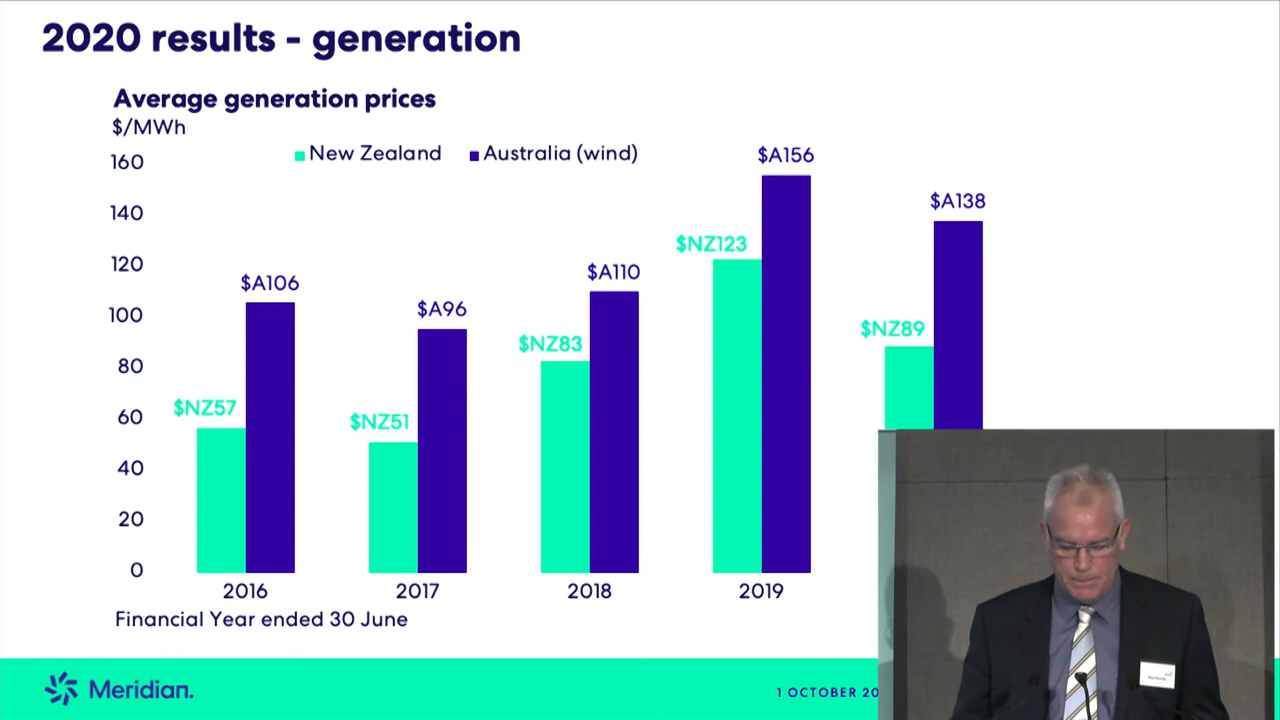 2020 results - generation
Average generation prices
$/MWh
New Zealand
Australia (wind)
160
140
120
100
80
60
40
20
0
$NZ57
$A106
$NZ51
$A96
$NZ83
$A110
$NZ123
$A156
$NZ89
$A138
2016
2017
2018
2019
Financial Year ended 30 June
Meridian.
1 OCTOBER 20